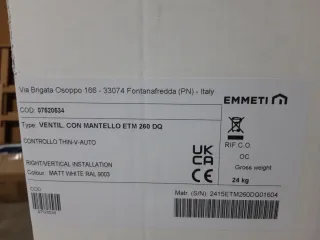 Via Brigata Osoppo 166 - 33074 Fontanafredda (PN) - Italy
EMMETI
COD: 07620834
Type: VENTIL. CON MANTELLO ETM 260 DQ
CONTROLLO THIN-V-AUTO
UK
CA
CE
RIF C.O.
OC
Gross weight
24 kg
RIGHT/VERTICAL INSTALLATION
Colour: MATT WHITE RAL 9003
Matr. (S/N): 2415ETM260DQ01504